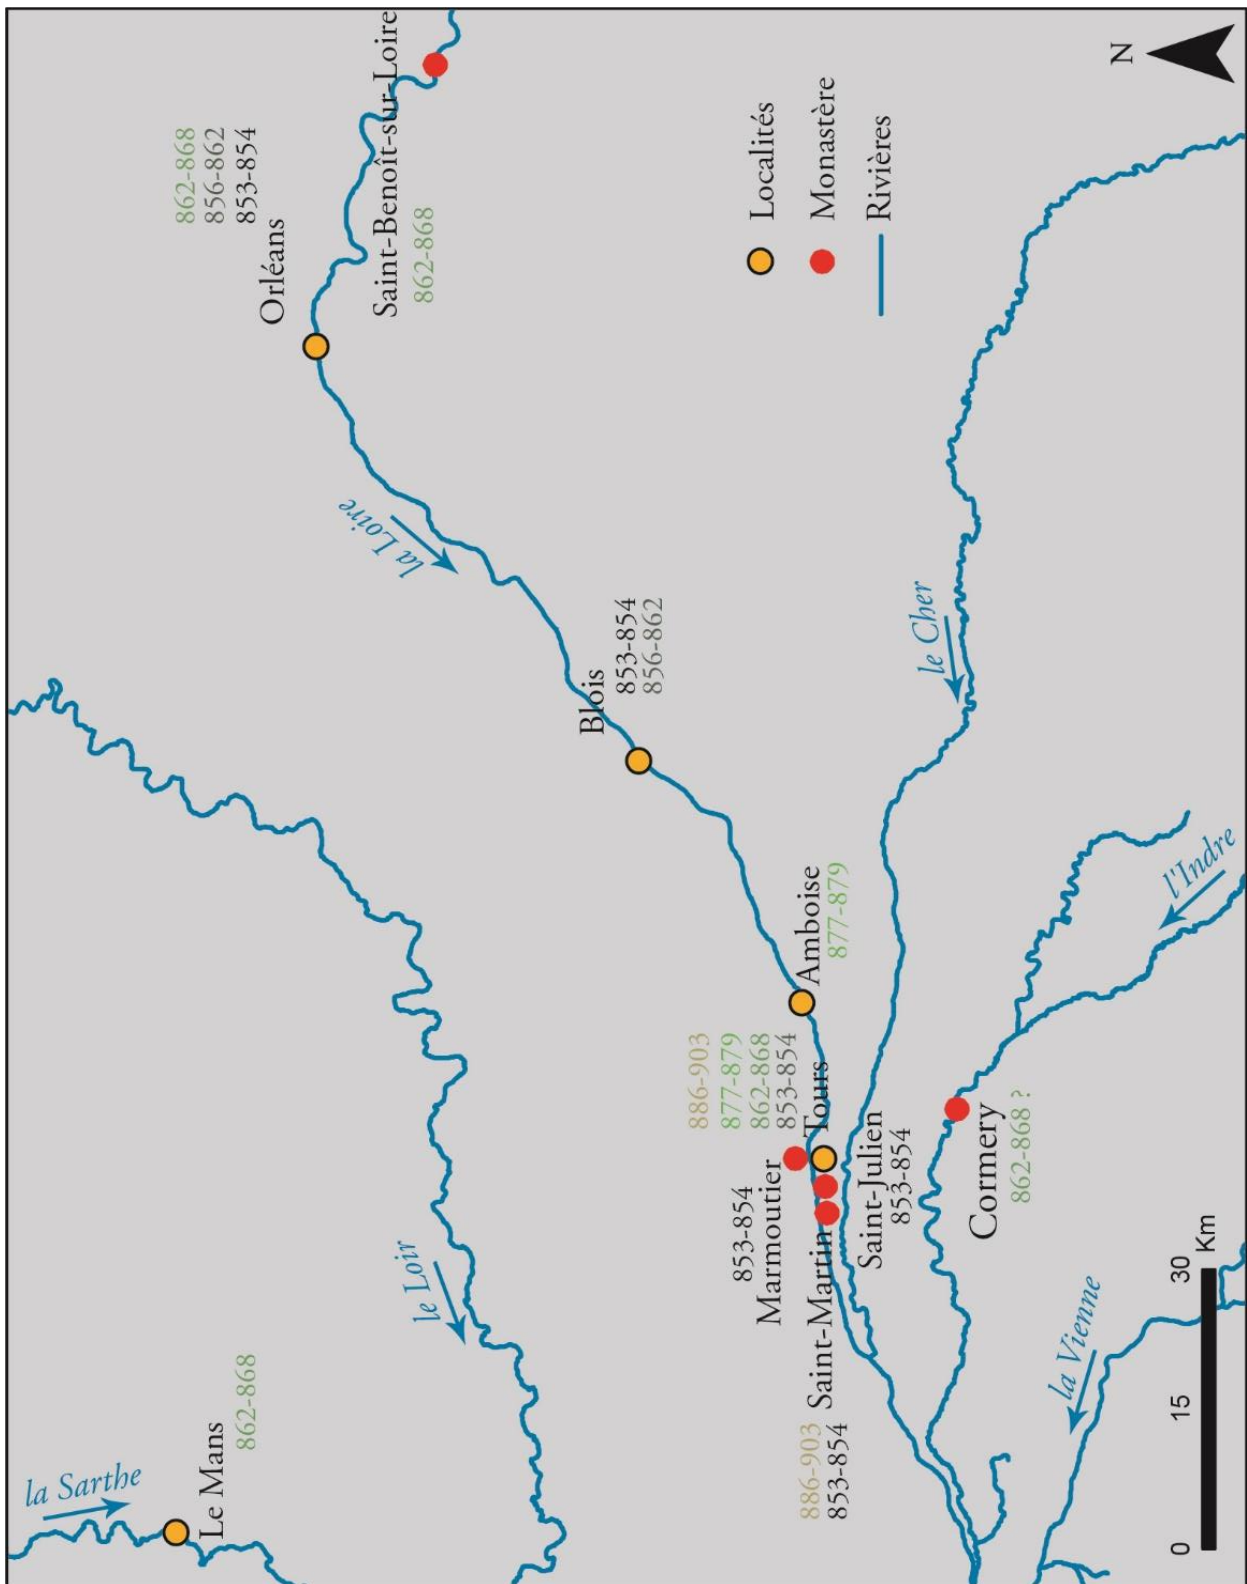 la Sarthe
Le Mans
862-868
le Loir
862-868
856-862
853-854
Orléans
Saint-Benoît-sur-Loire
862-868
la Loire
Blois
853-854
856-862
Amboise
877-879
886-903
877-879
862-868
853-854
Tours
853-854
Marmoutier
Saint-Martin
886-903
853-854
Saint-Julien
853-854
Cormery
862-868 ?
le Cher
l'Indre
la Vienne
N
Localités
Monastère
Rivières
0 15 30
Km